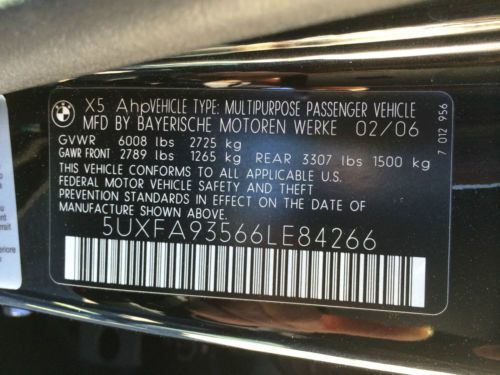 X5 AhpVEHICLE TYPE: MULTIPURPOSE PASSENGER VEHICLE
MFD BY BAYERISCHE MOTOREN WERKE 02/06
GVWR 6008 lbs 2725 kg
GAWR FRONT 2789 lbs 1265 kg REAR 3307 lbs 1500 kg
THIS VEHICLE CONFORMS TO ALL APPLICABLE U.S.
FEDERAL MOTOR VEHICLE SAFETY AND THEFT
PREVENTION STANDARDS IN EFFECT ON THE DATE OF
MANUFACTURE SHOWN ABOVE.
5UXFA93566LE84266
7 012 956